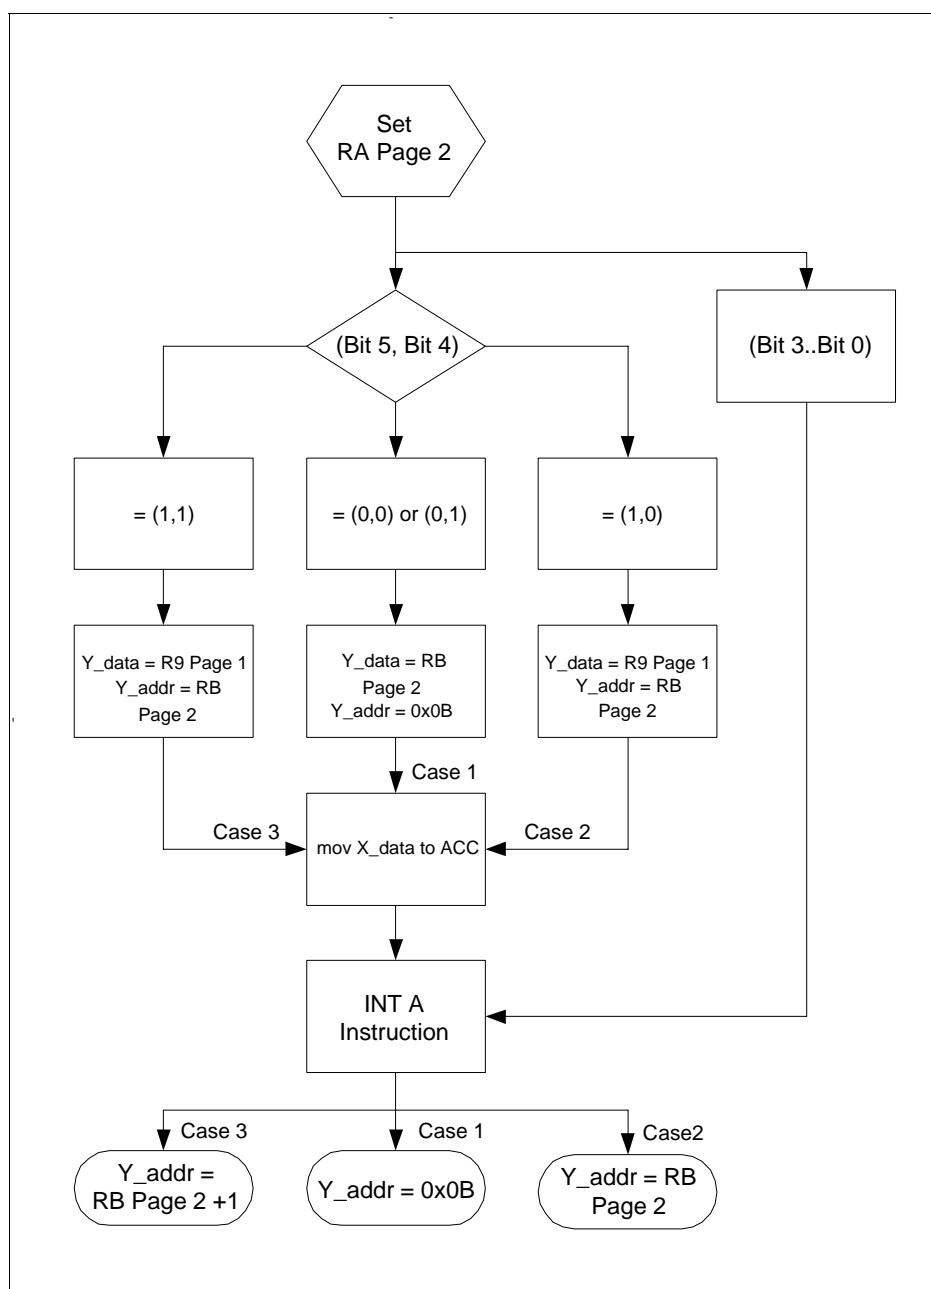 Set
RA Page 2
(Bit 5, Bit 4)
(Bit 3..Bit 0)
= (1,1)
= (0,0) or (0,1)
= (1,0)
Y_data = R9 Page 1
Y_addr = RB
Page 2
Y_data = RB
Page 2
Y_addr = 0x0B
Y_data = R9 Page 1
Y_addr = RB
Page 2
Case 1
Case 3
Case 2
mov X_data to ACC
INT A
Instruction
Case 3
Case 1
Case2
Y_addr =
RB Page 2 +1
Y_addr = 0x0B
Y_addr = RB
Page 2